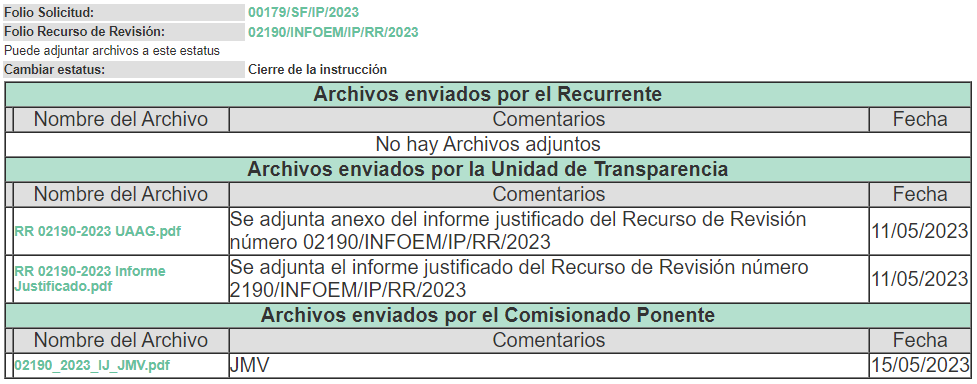 Folio Solicitud: 00179/SF/IP/2023
Folio Recurso de Revisión: 02190/INFOEM/IP/RR/2023
Puede adjuntar archivos a este estatus
Cambiar estatus: Cierre de la instrucción
Archivos enviados por el Recurrente
Nombre del Archivo Comentarios Fecha
No hay Archivos adjuntos
Archivos enviados por la Unidad de Transparencia
Nombre del Archivo Comentarios Fecha
RR 02190-2023 UAAG.pdf Se adjunta anexo del informe justificado del Recurso de Revisión 11/05/2023
número 02190/INFOEM/IP/RR/2023
RR 02190-2023 Informe Se adjunta el informe justificado del Recurso de Revisión número 11/05/2023
Justificado.pdf 2190/INFOEM/IP/RR/2023
Archivos enviados por el Comisionado Ponente
Nombre del Archivo Comentarios Fecha
02190_2023_IJ_JMV.pdf JMV 15/05/2023